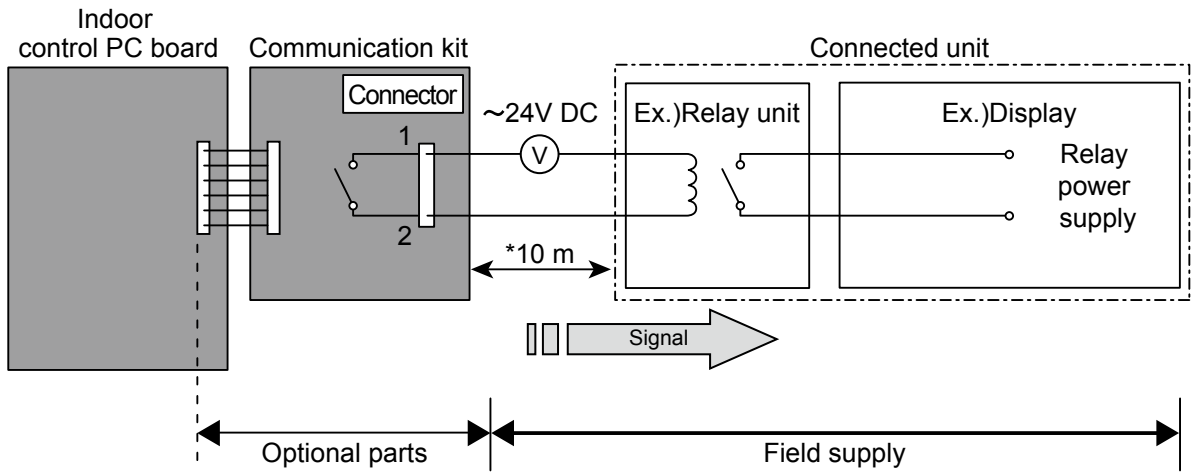 Indoor
control PC board
Communication kit
Connected unit
Connector
1
2
〜24V DC
V
Ex.)Relay unit
Ex.)Display
Relay
power
supply
*10 m
Signal
Optional parts
Field supply